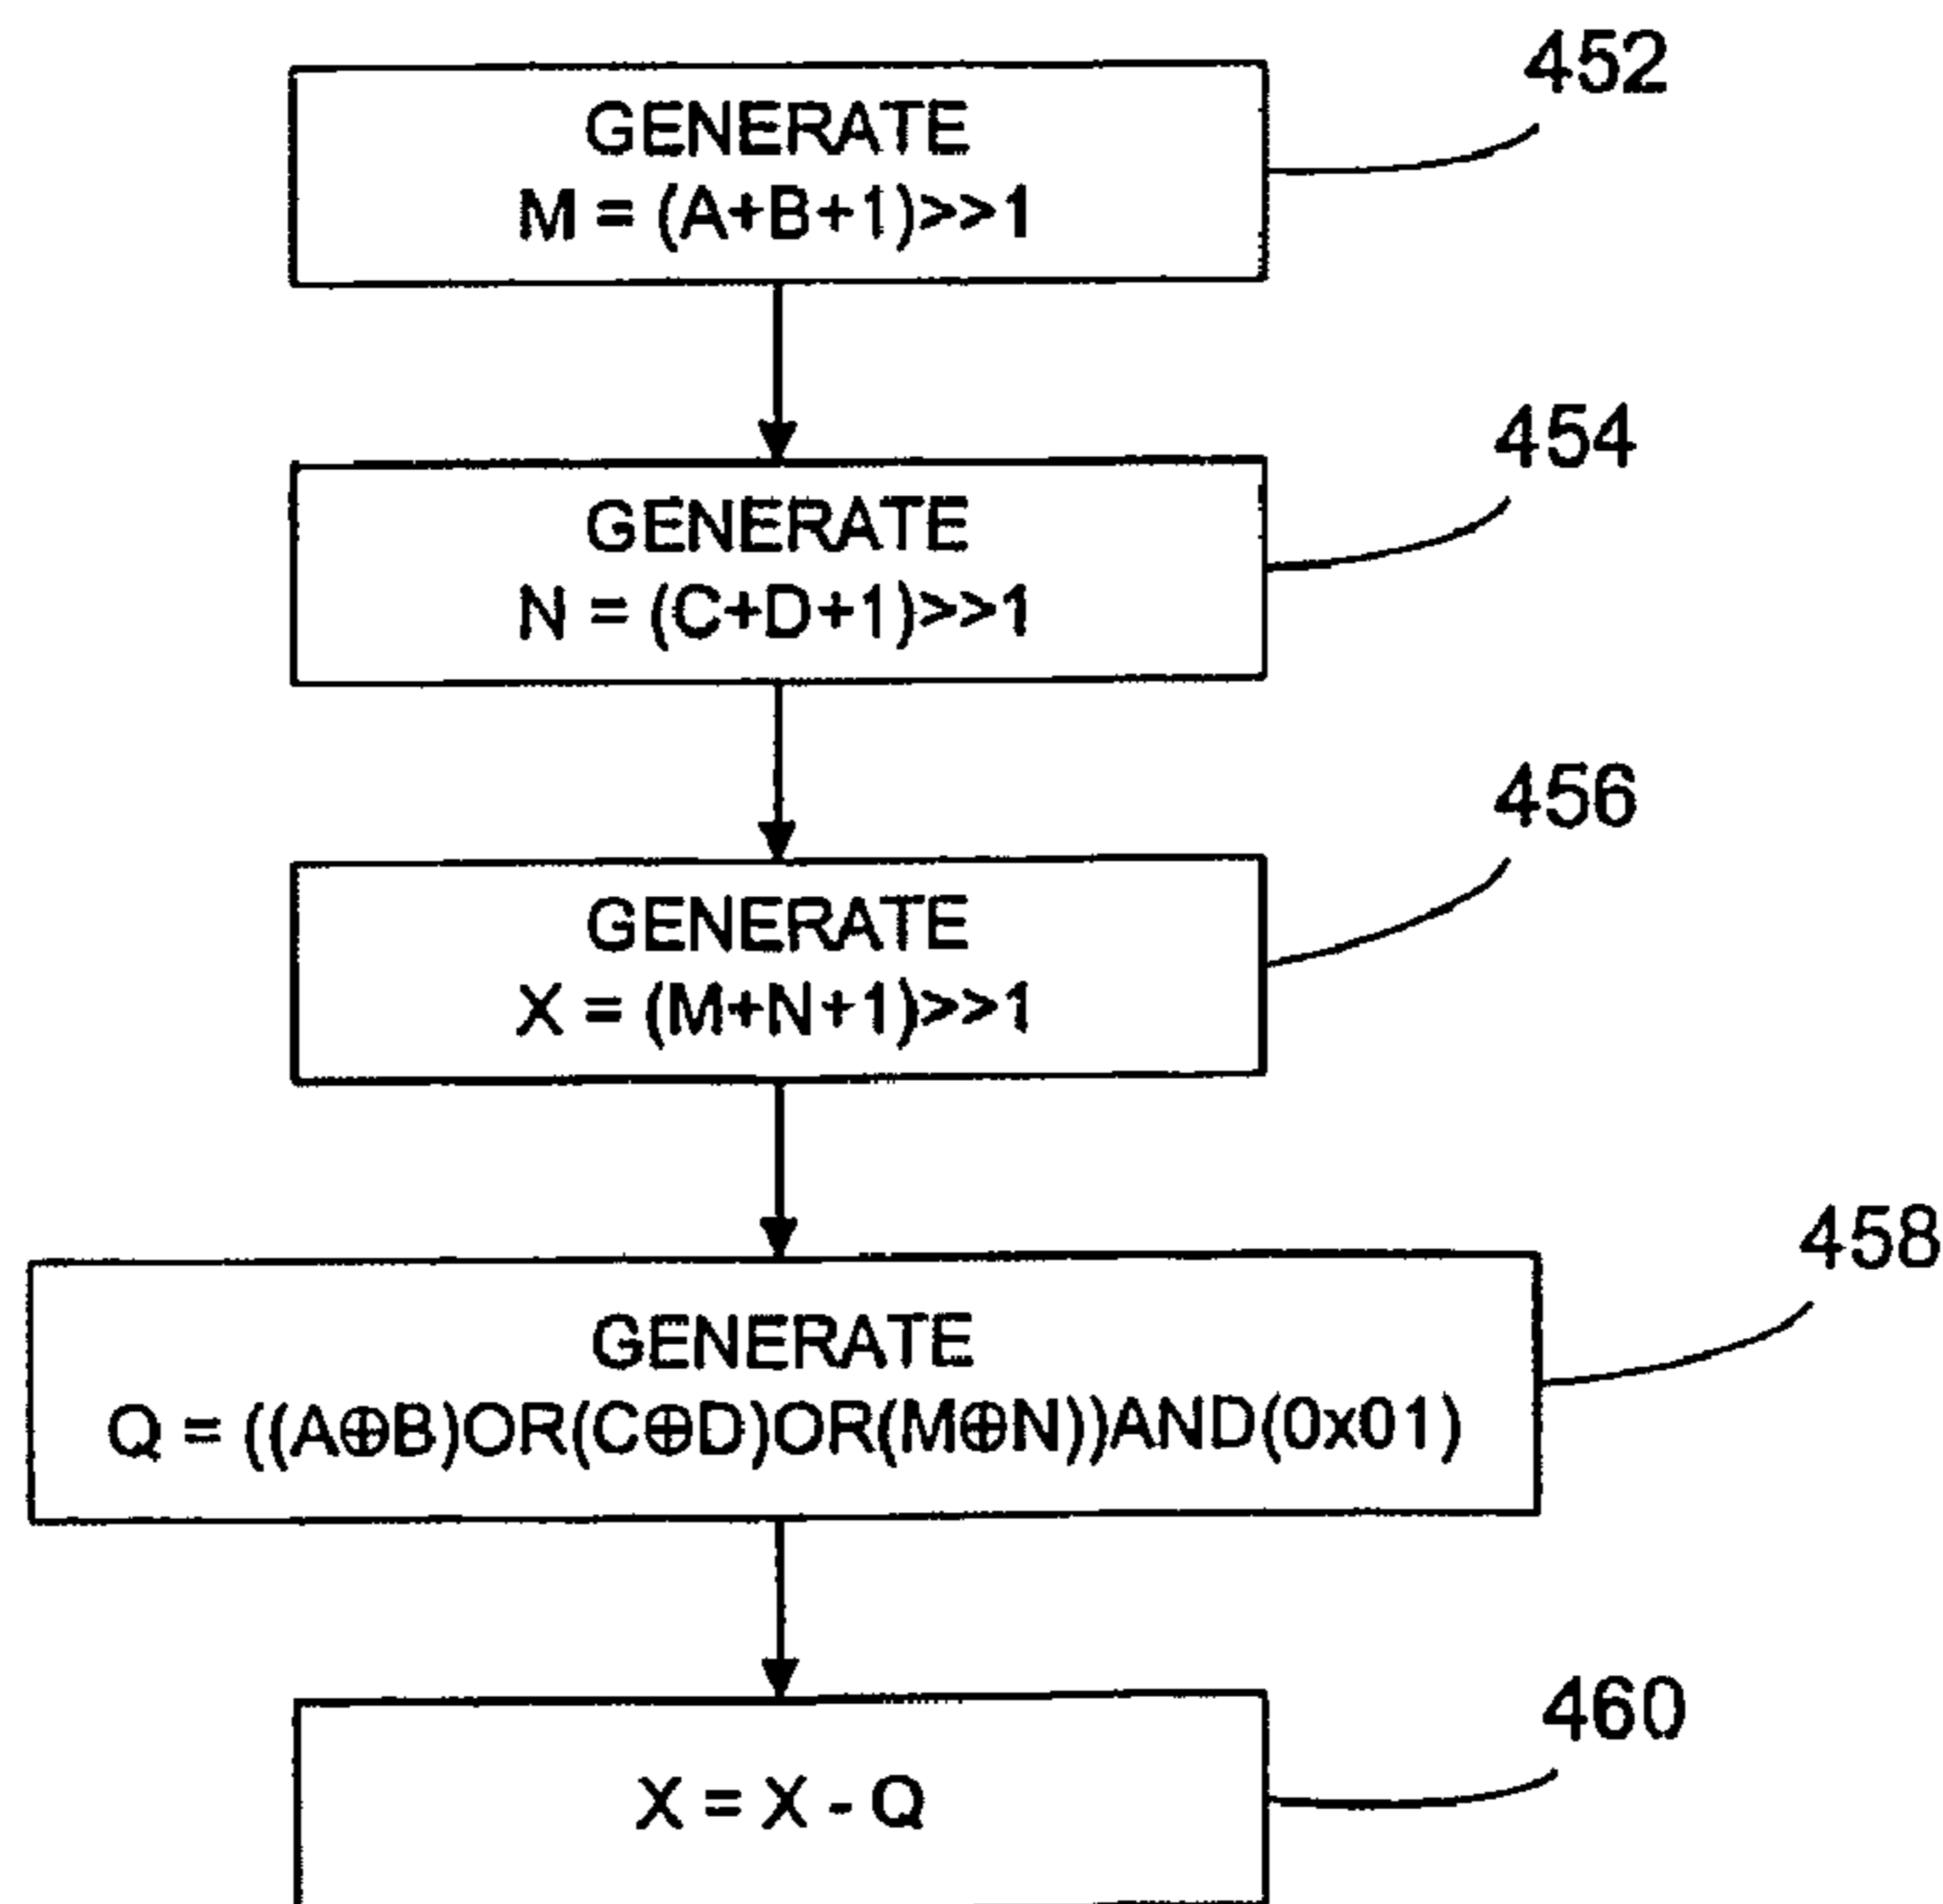 452
GENERATE
M = (A+B+1)>>1
454
GENERATE
N = (C+D+1)>>1
456
GENERATE
X = (M+N+1)>>1
458
GENERATE
Q = ((A⊕B)OR(C⊕D)OR(M⊕N))AND(0x01)
460
X = X - Q